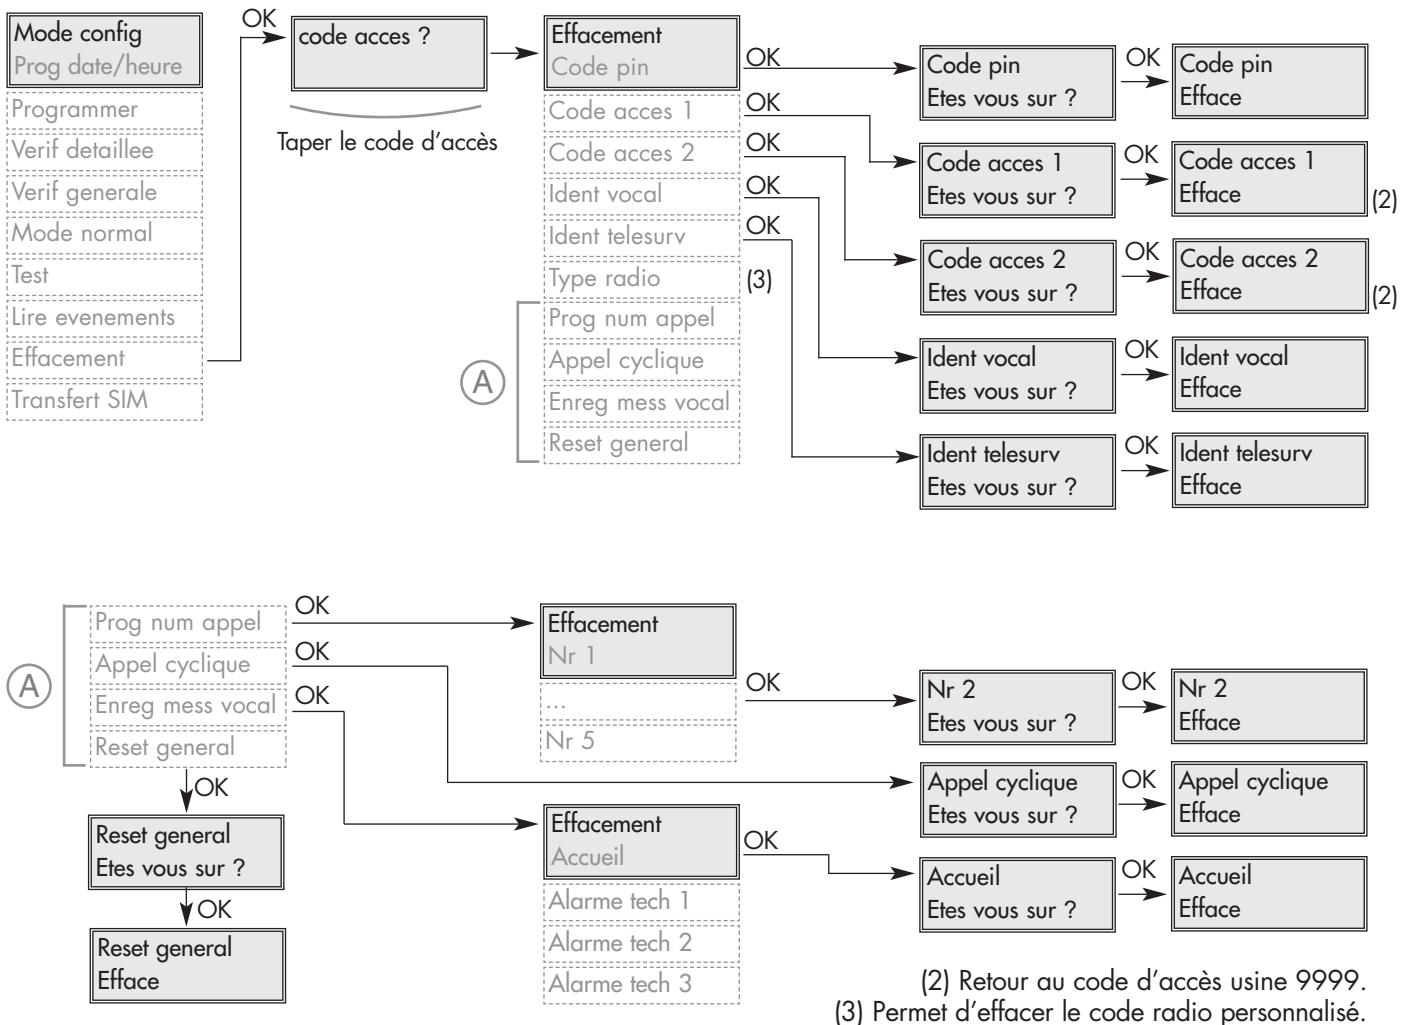 Mode config
Prog date/heure
Programmer
Verif detaillee
Verif generale
Mode normal
Test
Lire evenements
Effacement
Transfert SIM
OK
code acces ?
Taper le code d'accès
Effacement
Code pin
Code acces 1
Code acces 2
Ident vocal
Ident telesurv
Type radio
Prog num appel
Appel cyclique
Enreg mess vocal
Reset general
A
OK
OK
OK
OK
OK
(3)
Code pin
Etes vous sur ?
OK
Code pin
Efface
Code acces 1
Etes vous sur ?
OK
Code acces 1
Efface
(2)
Code acces 2
Etes vous sur ?
OK
Code acces 2
Efface
(2)
Ident vocal
Etes vous sur ?
OK
Ident vocal
Efface
Ident telesurv
Etes vous sur ?
OK
Ident telesurv
Efface
A
Prog num appel
Appel cyclique
Enreg mess vocal
Reset general
OK
OK
OK
OK
Reset general
Etes vous sur ?
OK
Reset general
Efface
Effacement
Nr 1
...
Nr 5
OK
Nr 2
Etes vous sur ?
OK
Nr 2
Efface
Appel cyclique
Etes vous sur ?
OK
Appel cyclique
Efface
Effacement
Accueil
Alarme tech 1
Alarme tech 2
Alarme tech 3
OK
Accueil
Etes vous sur ?
OK
Accueil
Efface
(2) Retour au code d'accès usine 9999.
(3) Permet d'effacer le code radio personnalisé.